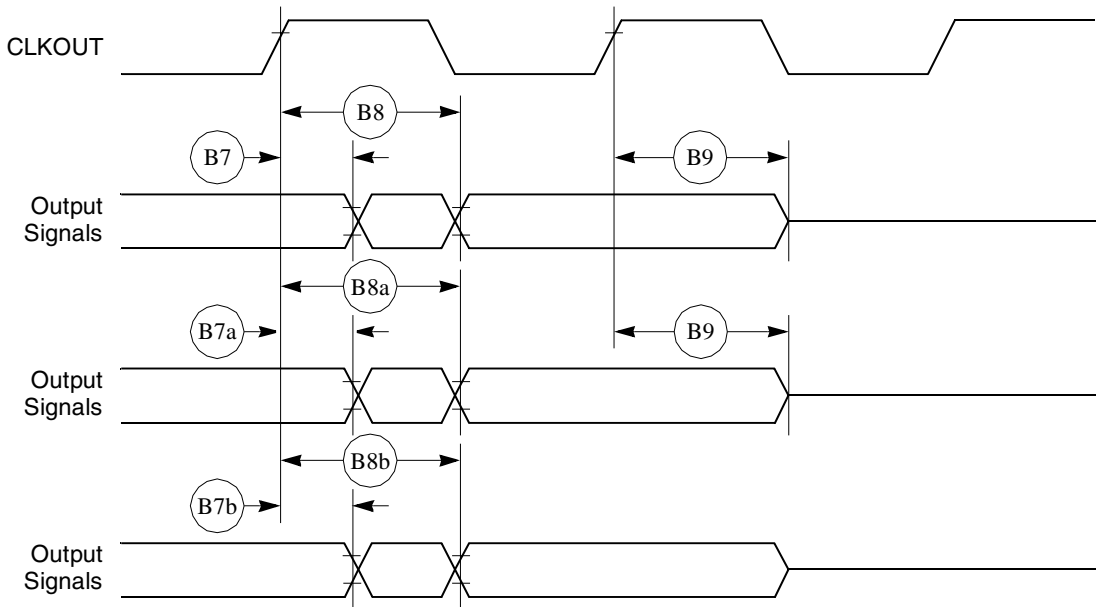 CLKOUT
B8
B7
B9
Output
Signals
B8a
B7a
B9
Output
Signals
B8b
B7b
Output
Signals